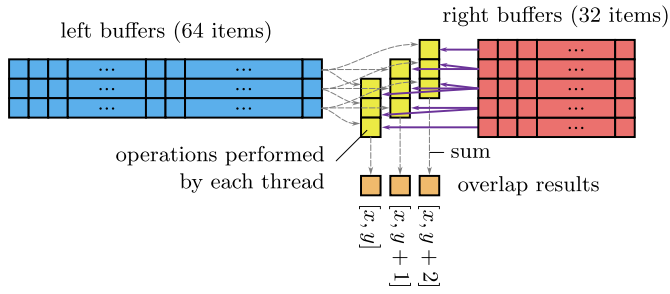 right buffers (32 items)
left buffers (64 items)
... ...
... ...
... ...
...
...
...
...
...
operations performed
by each thread
sum
overlap results
[x, y]
[x, y + 1]
[x, y + 2]